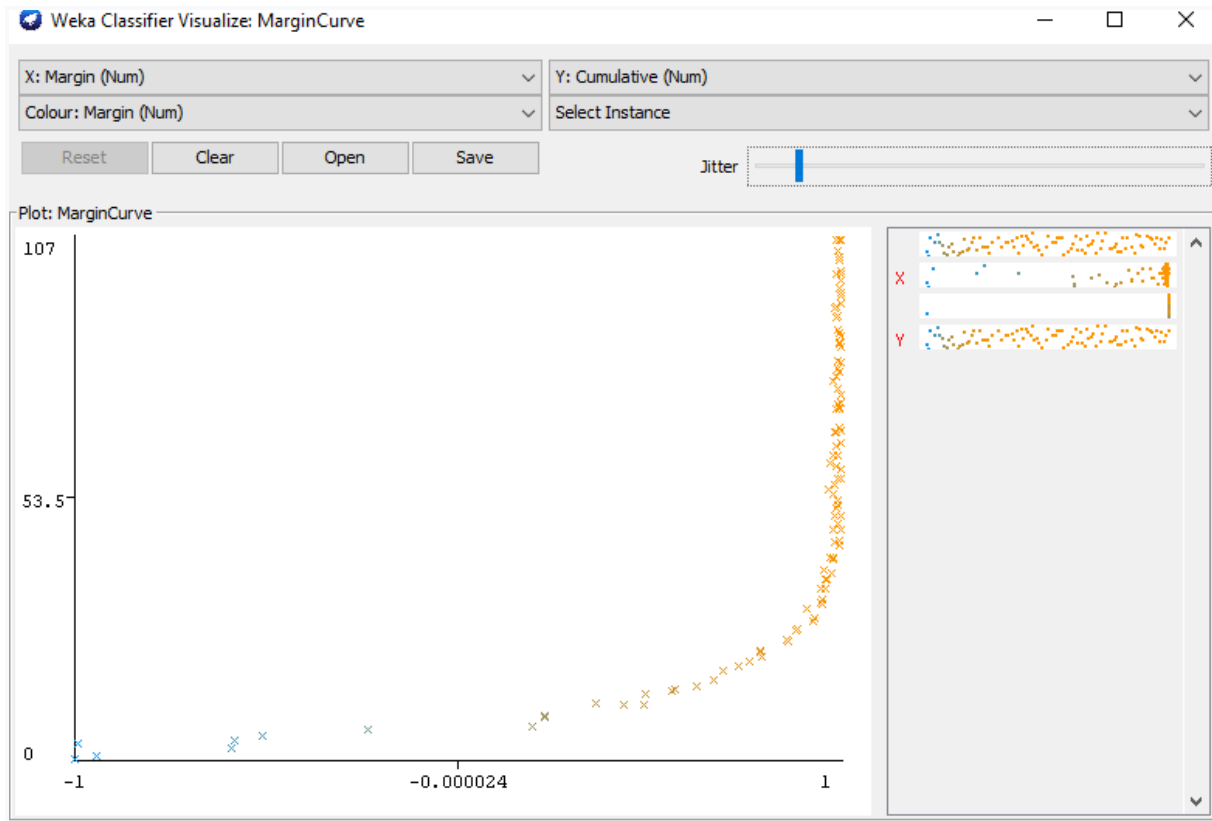 Weka Classifier Visualize: MarginCurve
X: Margin (Num)
Y: Cumulative (Num)
Colour: Margin (Num)
Select Instance
Reset
Clear
Open
Save
Jitter
Plot: MarginCurve
107
53.5
0
-1
-0.000024
1
X
Y